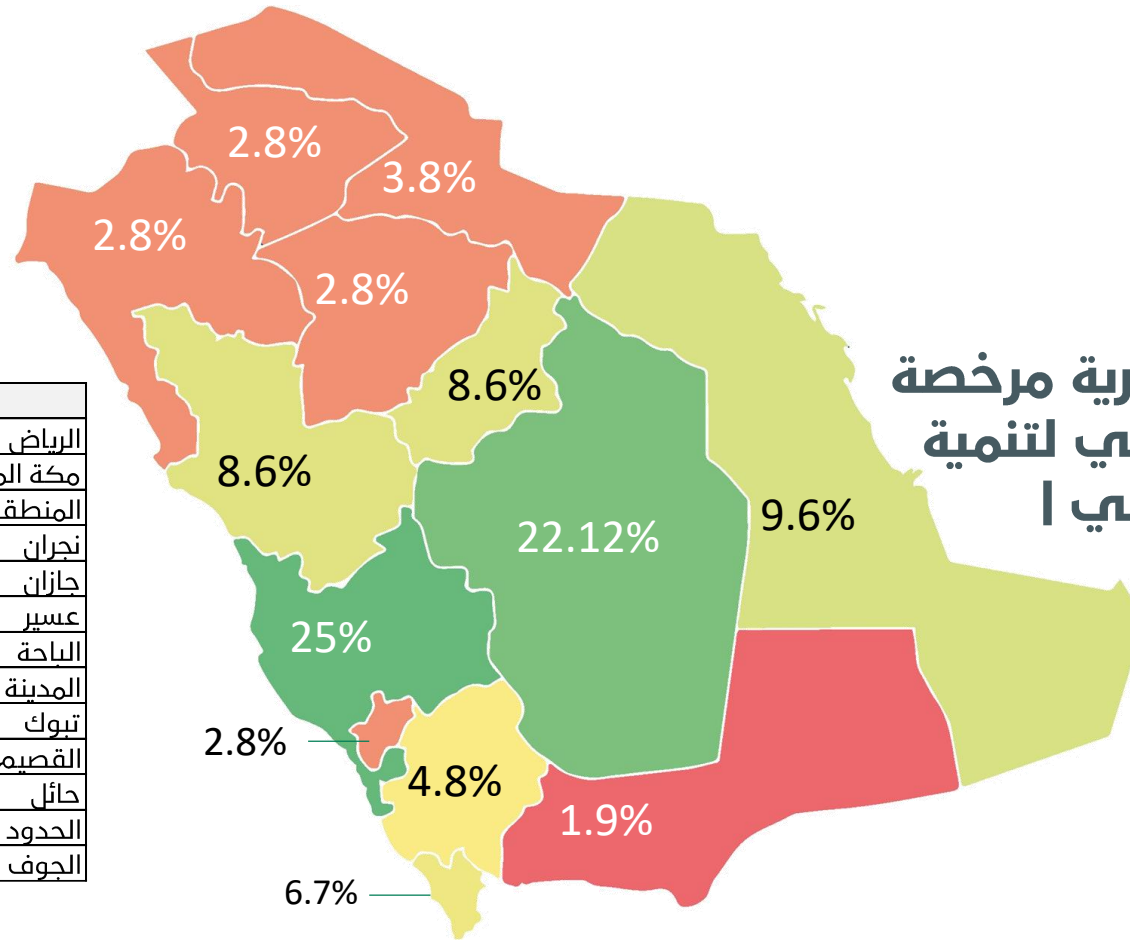 2.8%
3.8%
2.8%
2.8%
8.6%
8.6%
22.12%
9.6%
25%
2.8%
4.8%
1.9%
6.7%
رية مرخصة
ي لتنمية
ي ا
الرياض
مكة الم
المنطق
نجران
جازان
عسير
الباحة
المدينة
تبوك
القصيم
حائل
الحدود
الجوف